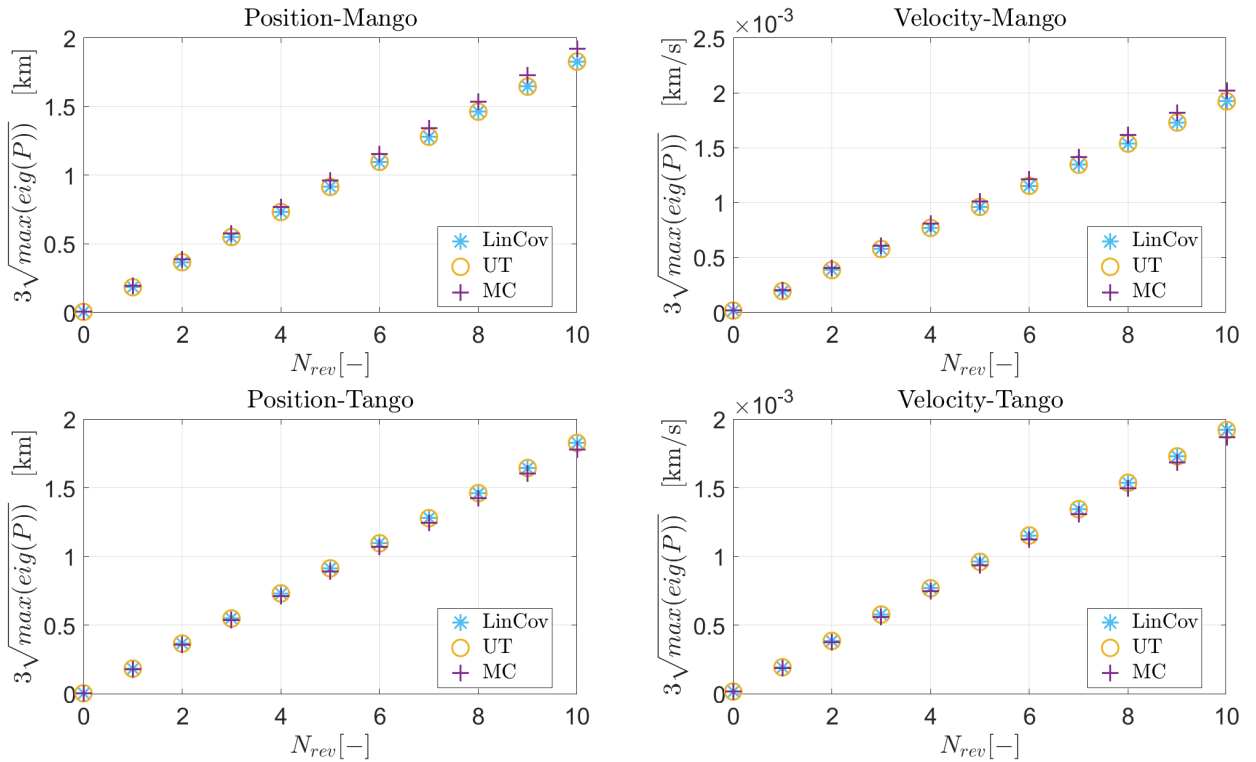 Position-Mango
3√max(eig(P)) [km]
2
1.5
1
0.5
0
LinCov
UT
MC
0 2 4 6 8 10
N_rev[−]
Velocity-Mango
×10⁻³
3√max(eig(P)) [km/s]
2.5
2
1.5
1
0.5
0
LinCov
UT
MC
0 2 4 6 8 10
N_rev[−]
Position-Tango
3√max(eig(P)) [km]
2
1.5
1
0.5
0
LinCov
UT
MC
0 2 4 6 8 10
N_rev[−]
Velocity-Tango
×10⁻³
3√max(eig(P)) [km/s]
2
1.5
1
0.5
0
LinCov
UT
MC
0 2 4 6 8 10
N_rev[−]